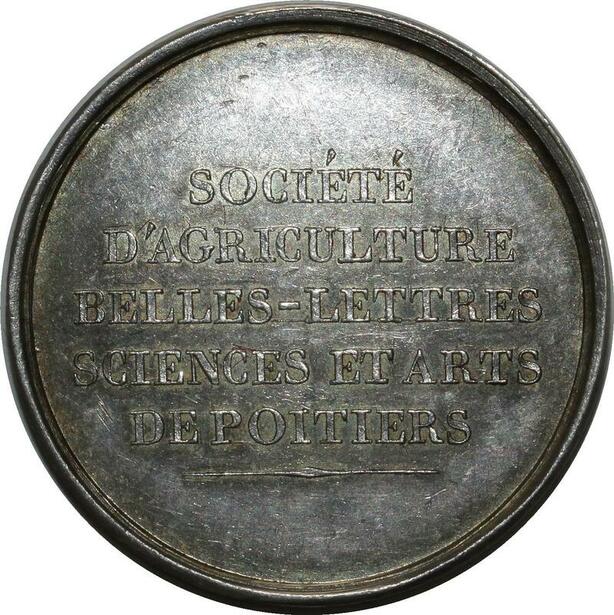 SOCIÉTÉ
D'AGRICULTURE
BELLES-LETTRES
SCIENCES ET ARTS
DE POITIERS